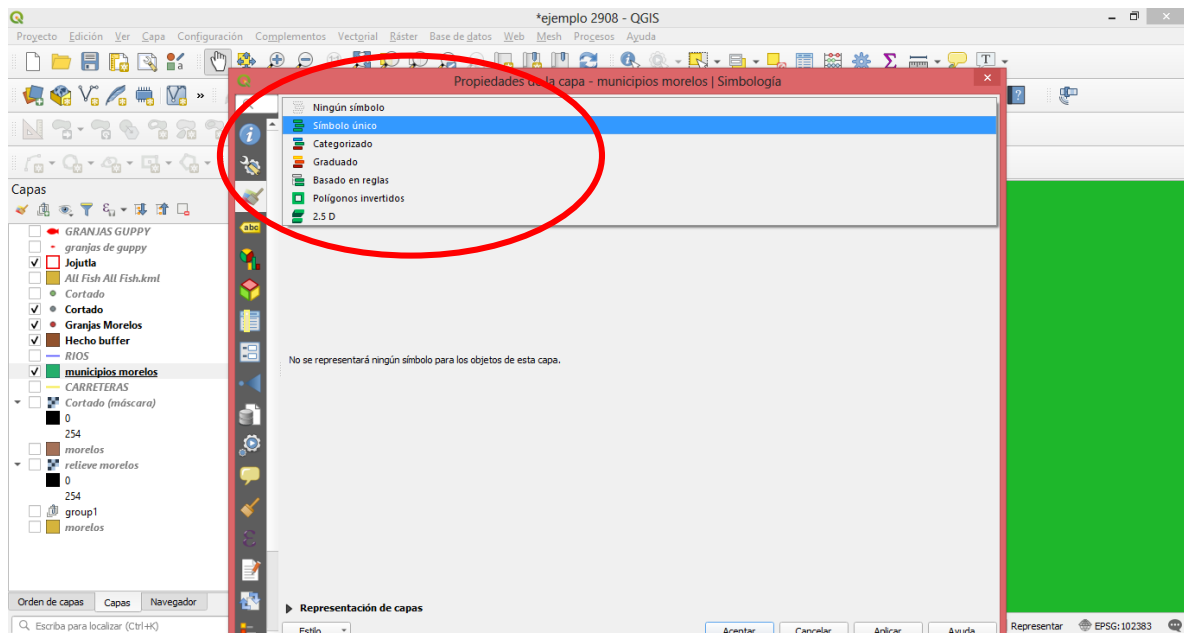 *ejemplo 2908 - QGIS
Proyecto Edición Ver Capa Configuración Complementos Vectorial Ráster Base de datos Web Mesh Procesos Ayuda
Propiedades de la capa - municipios morelos | Simbología
Ningún símbolo
Símbolo único
Categorizado
Graduado
Basado en reglas
Polígonos invertidos
2.5 D
Capas
GRANJAS GUPPY
granjas de guppy
Jojutla
All Fish All Fish.kml
Cortado
Cortado
Granjas Morelos
Hecho buffer
RIOS
municipios morelos
CARRETERAS
Cortado (máscara)
0
254
morelos
relieve morelos
0
254
group1
morelos
abc
No se representará ningún símbolo para los objetos de esta capa.
Representación de capas
Estilo
Aceptar Cancelar Aplicar Ayuda
Orden de capas Capas Navegador
Escriba para localizar (Ctrl+K)
Representar EPSG:102383